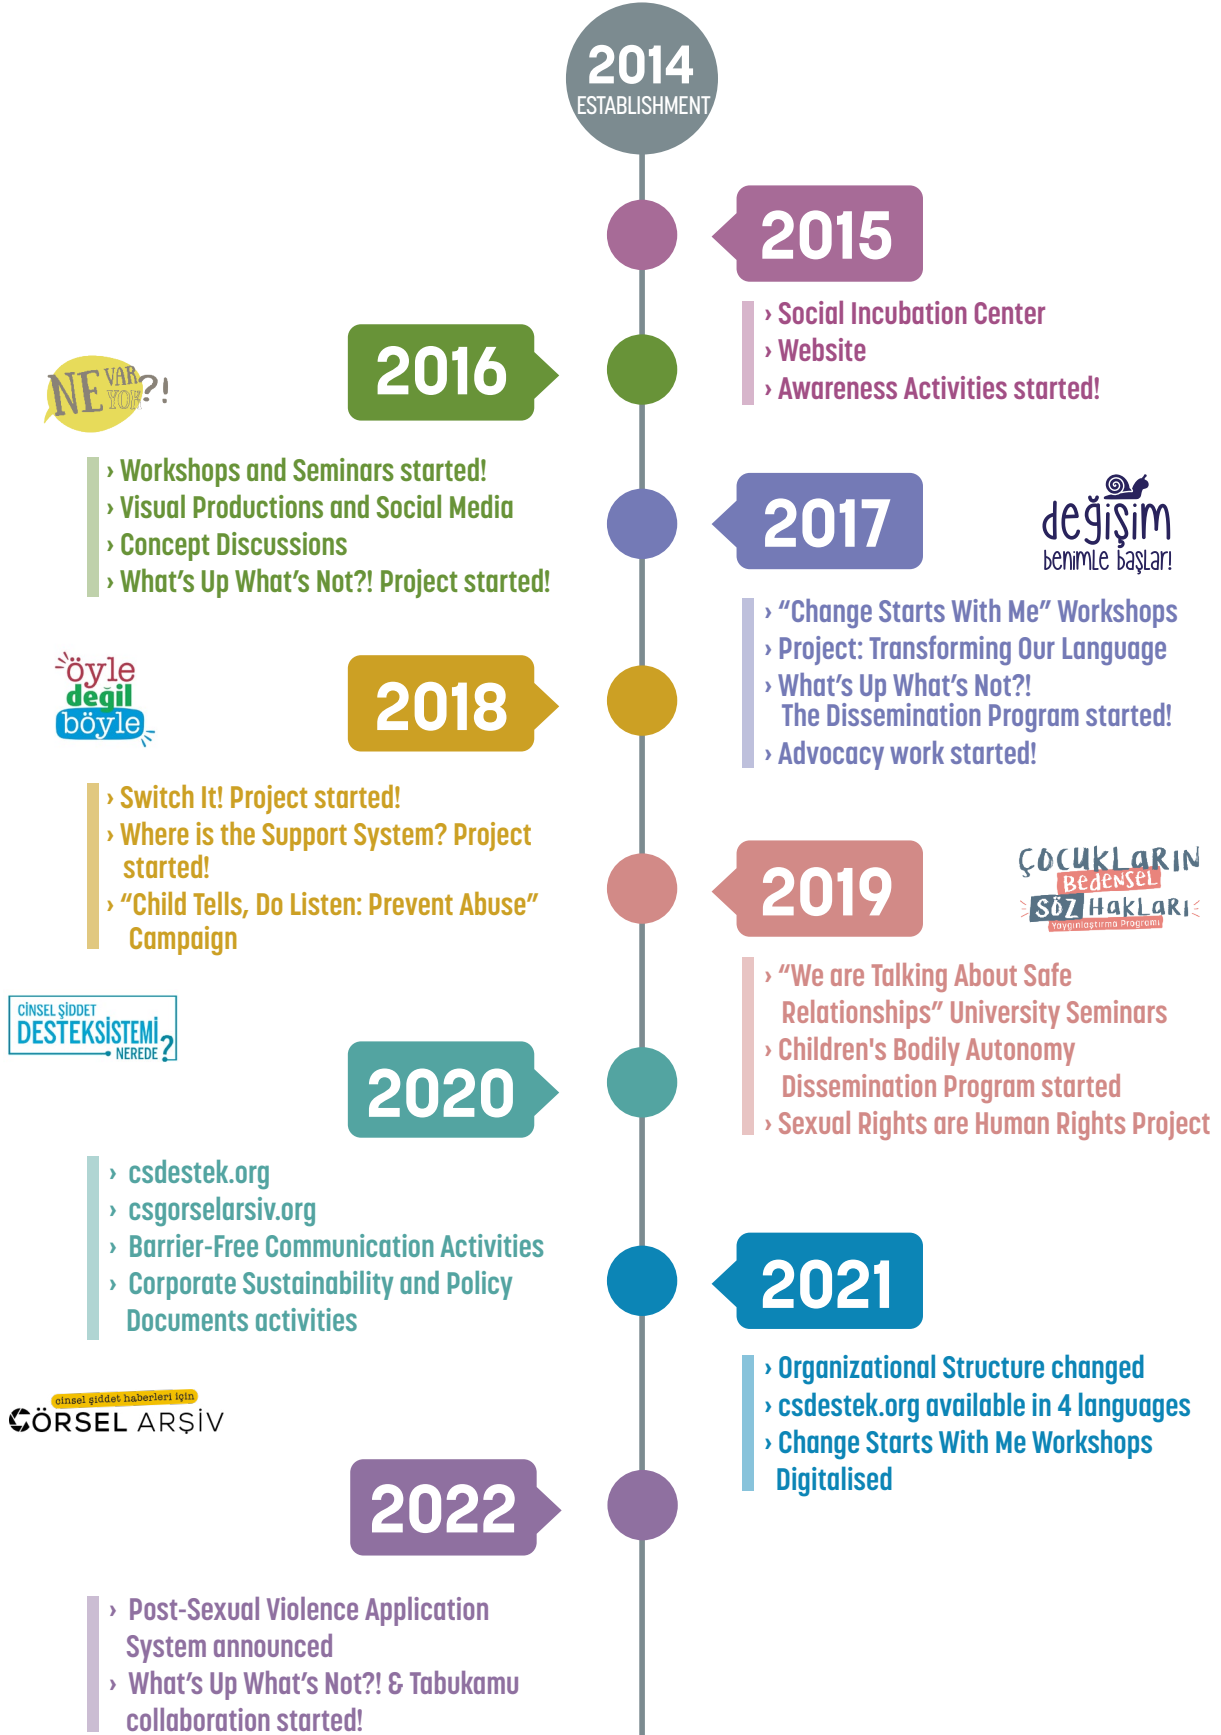 2014
ESTABLISHMENT
2015
› Social Incubation Center
› Website
› Awareness Activities started!
2016
NE VAR
YOK ?!
› Workshops and Seminars started!
› Visual Productions and Social Media
› Concept Discussions
› What’s Up What’s Not?! Project started!
2017
değişim
benimle başlar!
› “Change Starts With Me” Workshops
› Project: Transforming Our Language
› What’s Up What’s Not?!
The Dissemination Program started!
› Advocacy work started!
2018
öyle
değil
böyle
› Switch It! Project started!
› Where is the Support System? Project
started!
› “Child Tells, Do Listen: Prevent Abuse”
Campaign
2019
ÇOCUKLARIN
BEDENSEL
SÖZ HAKLARI
Yaygınlaştırma Programı
› “We are Talking About Safe
Relationships” University Seminars
› Children's Bodily Autonomy
Dissemination Program started
› Sexual Rights are Human Rights Project
CİNSEL ŞİDDET
DESTEKSİSTEMİ
NEREDE ?
2020
› csdestek.org
› csgorselarsiv.org
› Barrier-Free Communication Activities
› Corporate Sustainability and Policy
Documents activities
2021
› Organizational Structure changed
› csdestek.org available in 4 languages
› Change Starts With Me Workshops
Digitalised
cinsel şiddet haberleri için
GÖRSEL ARŞİV
2022
› Post-Sexual Violence Application
System announced
› What’s Up What’s Not?! & Tabukamu
collaboration started!